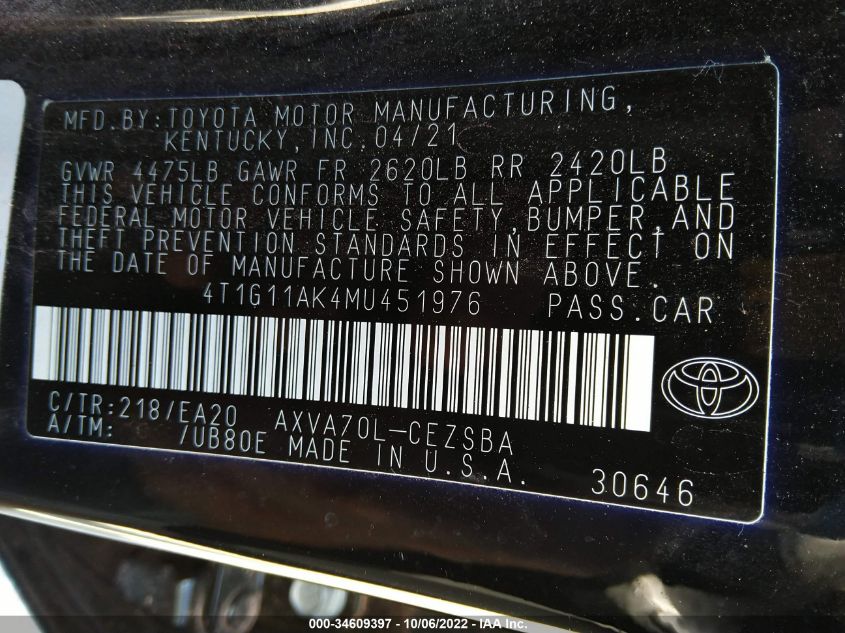 MFD.BY:TOYOTA MOTOR MANUFACTURING,
KENTUCKY,INC.04/21
GVWR 4475LB GAWR FR 2620LB RR 2420LB
THIS VEHICLE CONFORMS TO ALL APPLICABLE
FEDERAL MOTOR VEHICLE SAFETY,BUMPER,AND
THEFT PREVENTION STANDARDS IN EFFECT ON
THE DATE OF MANUFACTURE SHOWN ABOVE.
4T1G11AK4MU451976 PASS.CAR
C/TR:218/EA20 AXVA70L-CEZSBA
A/TM: /UB80E MADE IN U.S.A.
30646
000-34609397 - 10/06/2022 - IAA Inc.